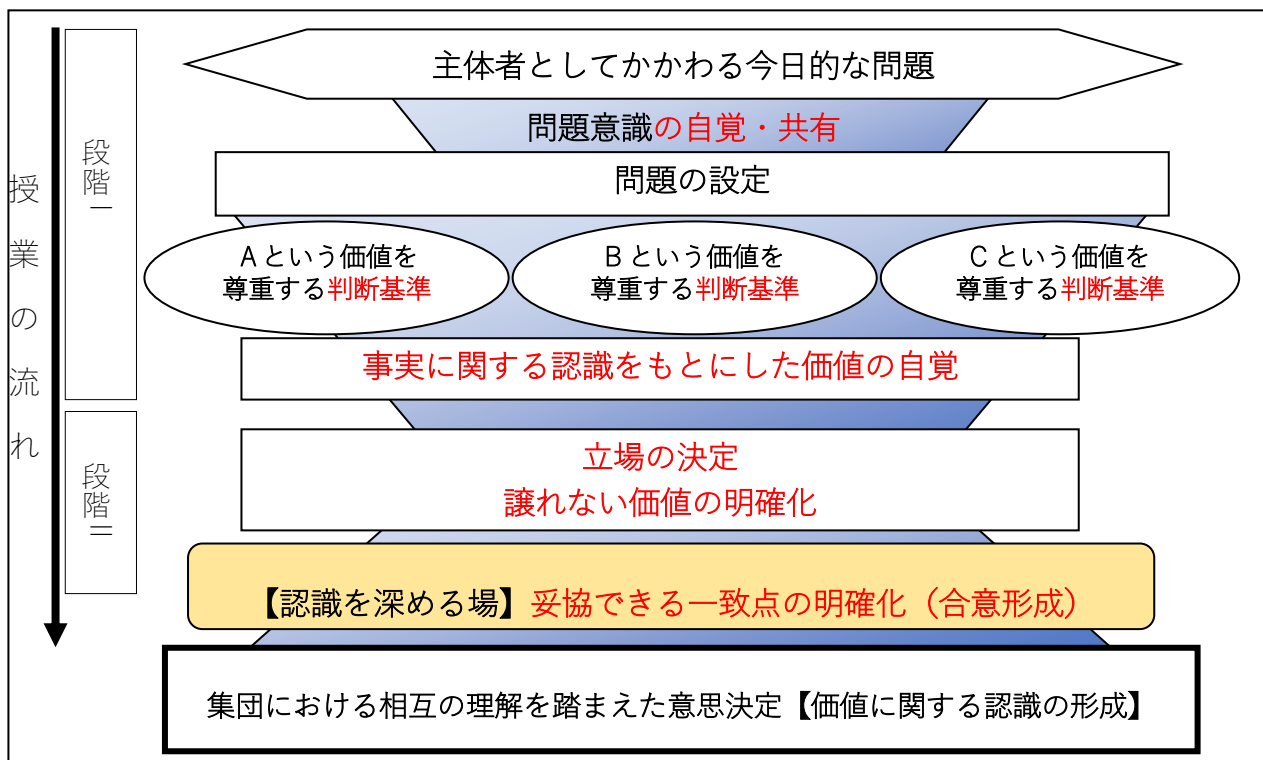 授業の流れ
段階一
主体者としてかかわる今日的な問題
問題意識の自覚・共有
問題の設定
Aという価値を
尊重する判断基準
Bという価値を
尊重する判断基準
Cという価値を
尊重する判断基準
事実に関する認識をもとにした価値の自覚
段階二
立場の決定
譲れない価値の明確化
【認識を深める場】妥協できる一致点の明確化（合意形成）
集団における相互の理解を踏まえた意思決定【価値に関する認識の形成】